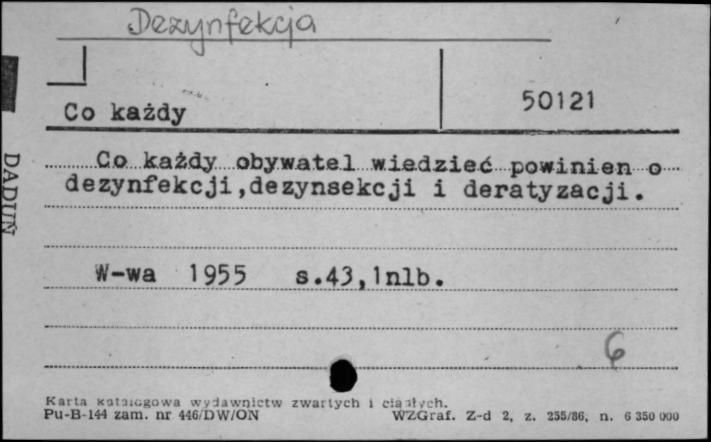 Dezynfekcja
50121
Co każdy
Co każdy obywatel wiedzieć powinien o
dezynfekcji,dezynsekcji i deratyzacji.
DADUŃ
W-wa 1955 s.43,1nlb.
6
Karta katalogowa wydawnictw zwartych i ciągłych.
Pu-B-144 zam. nr 446/DW/ON WZGraf. Z-d 2, z. 255/86, n. 6 350 000